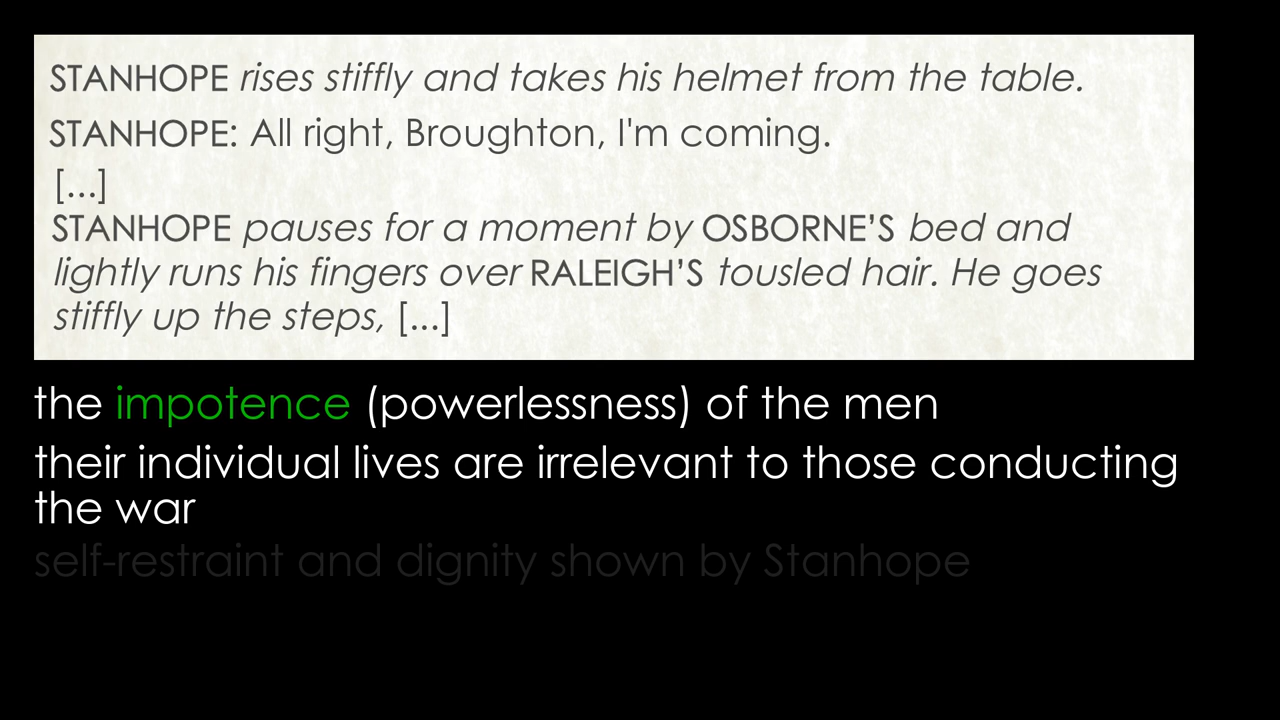 STANHOPE rises stiffly and takes his helmet from the table.
STANHOPE: All right, Broughton, I'm coming.
[...]
STANHOPE pauses for a moment by OSBORNE’S bed and
lightly runs his fingers over RALEIGH’S tousled hair. He goes
stiffly up the steps, [...]
the impotence (powerlessness) of the men
their individual lives are irrelevant to those conducting
the war
self-restraint and dignity shown by Stanhope